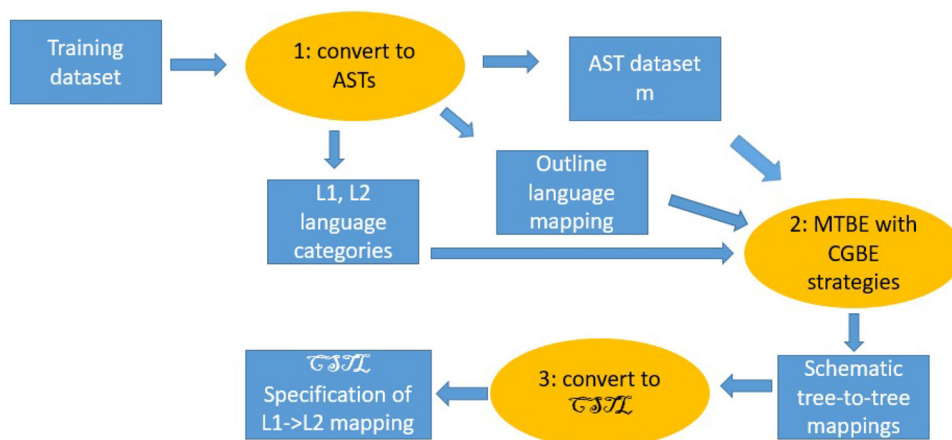 Training
dataset
1: convert to
ASTs
AST dataset
m
L1, L2
language
categories
Outline
language
mapping
2: MTBE with
CGBE
strategies
Schematic
tree-to-tree
mappings
3: convert to
CSTL
CSTL
Specification of
L1->L2 mapping